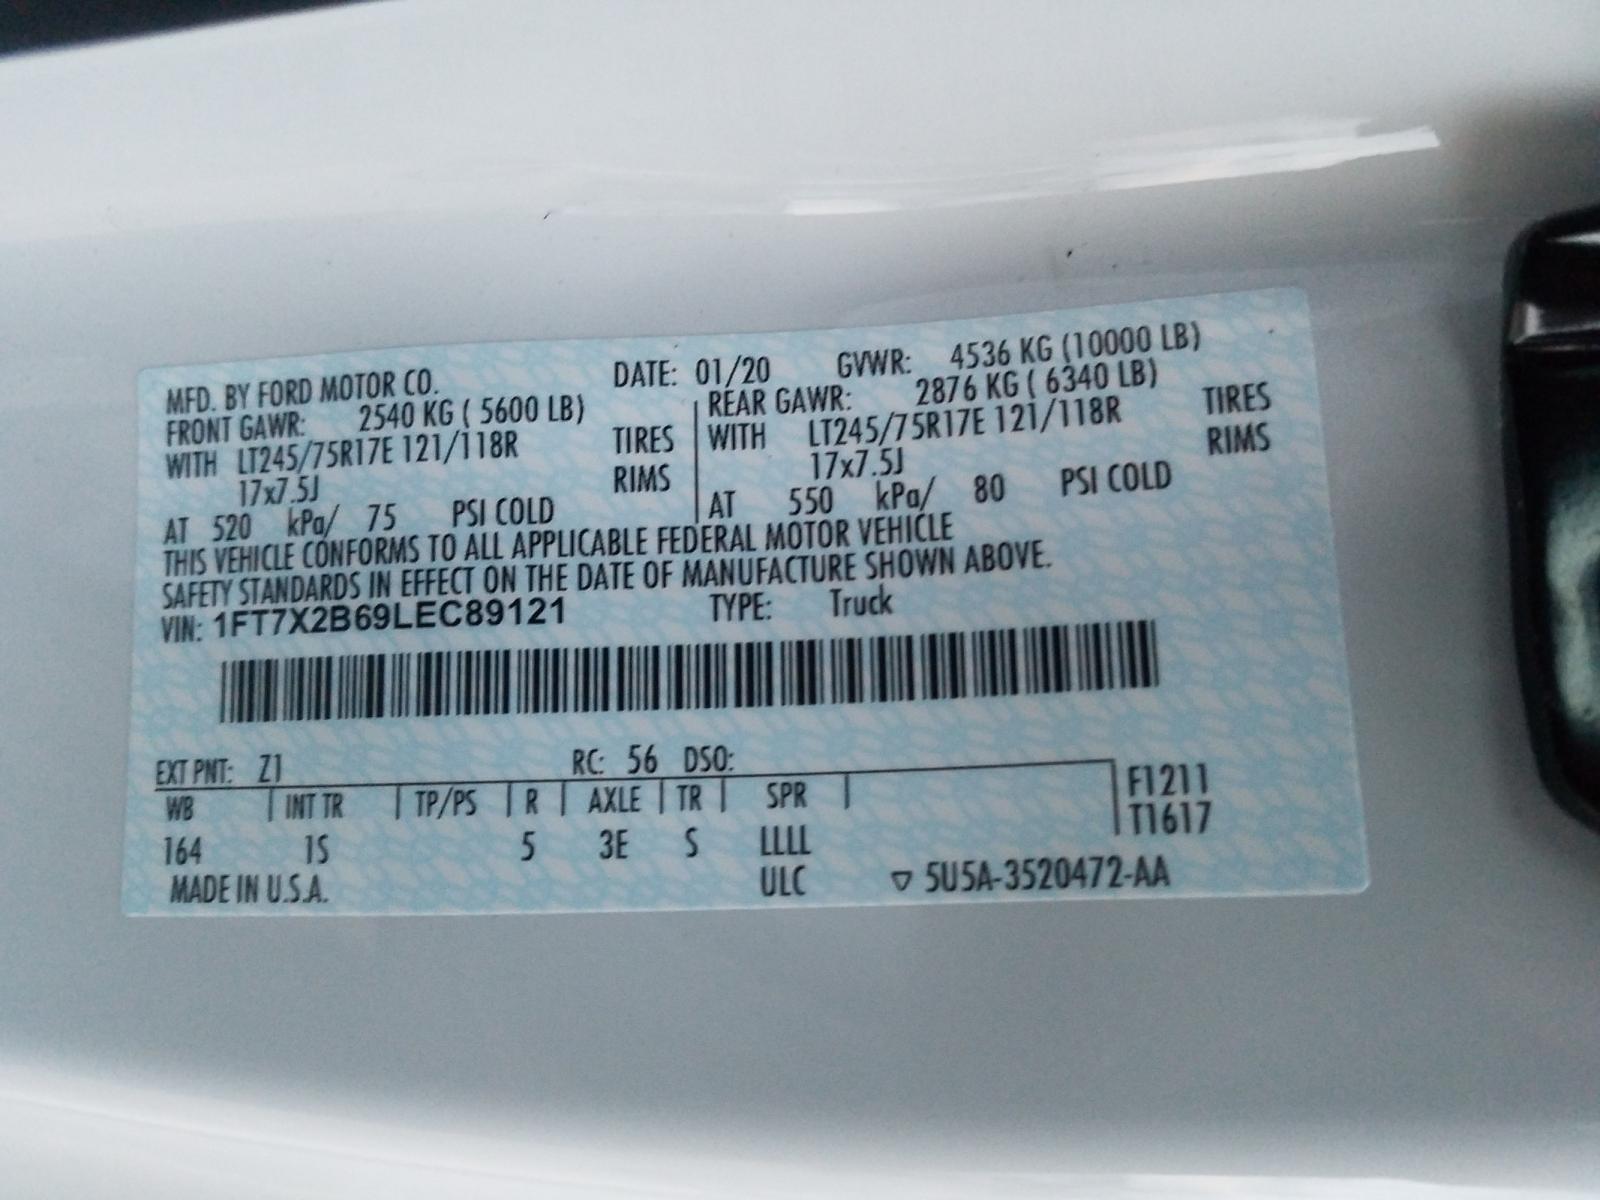 MFD. BY FORD MOTOR CO. DATE: 01/20 GVWR: 4536 KG (10000 LB)
FRONT GAWR: 2540 KG ( 5600 LB) REAR GAWR: 2876 KG ( 6340 LB)
WITH LT245/75R17E 121/118R TIRES WITH LT245/75R17E 121/118R TIRES
17x7.5J RIMS 17x7.5J RIMS
AT 520 kPa/ 75 PSI COLD AT 550 kPa/ 80 PSI COLD
THIS VEHICLE CONFORMS TO ALL APPLICABLE FEDERAL MOTOR VEHICLE
SAFETY STANDARDS IN EFFECT ON THE DATE OF MANUFACTURE SHOWN ABOVE.
VIN: 1FT7X2B69LEC89121 TYPE: Truck
EXT PNT: Z1 RC: 56 DSO:
WB INT TR TP/PS R AXLE TR SPR F1211
T1617
164 1S 5 3E S LLLL
MADE IN U.S.A. ULC ▽ 5U5A-3520472-AA